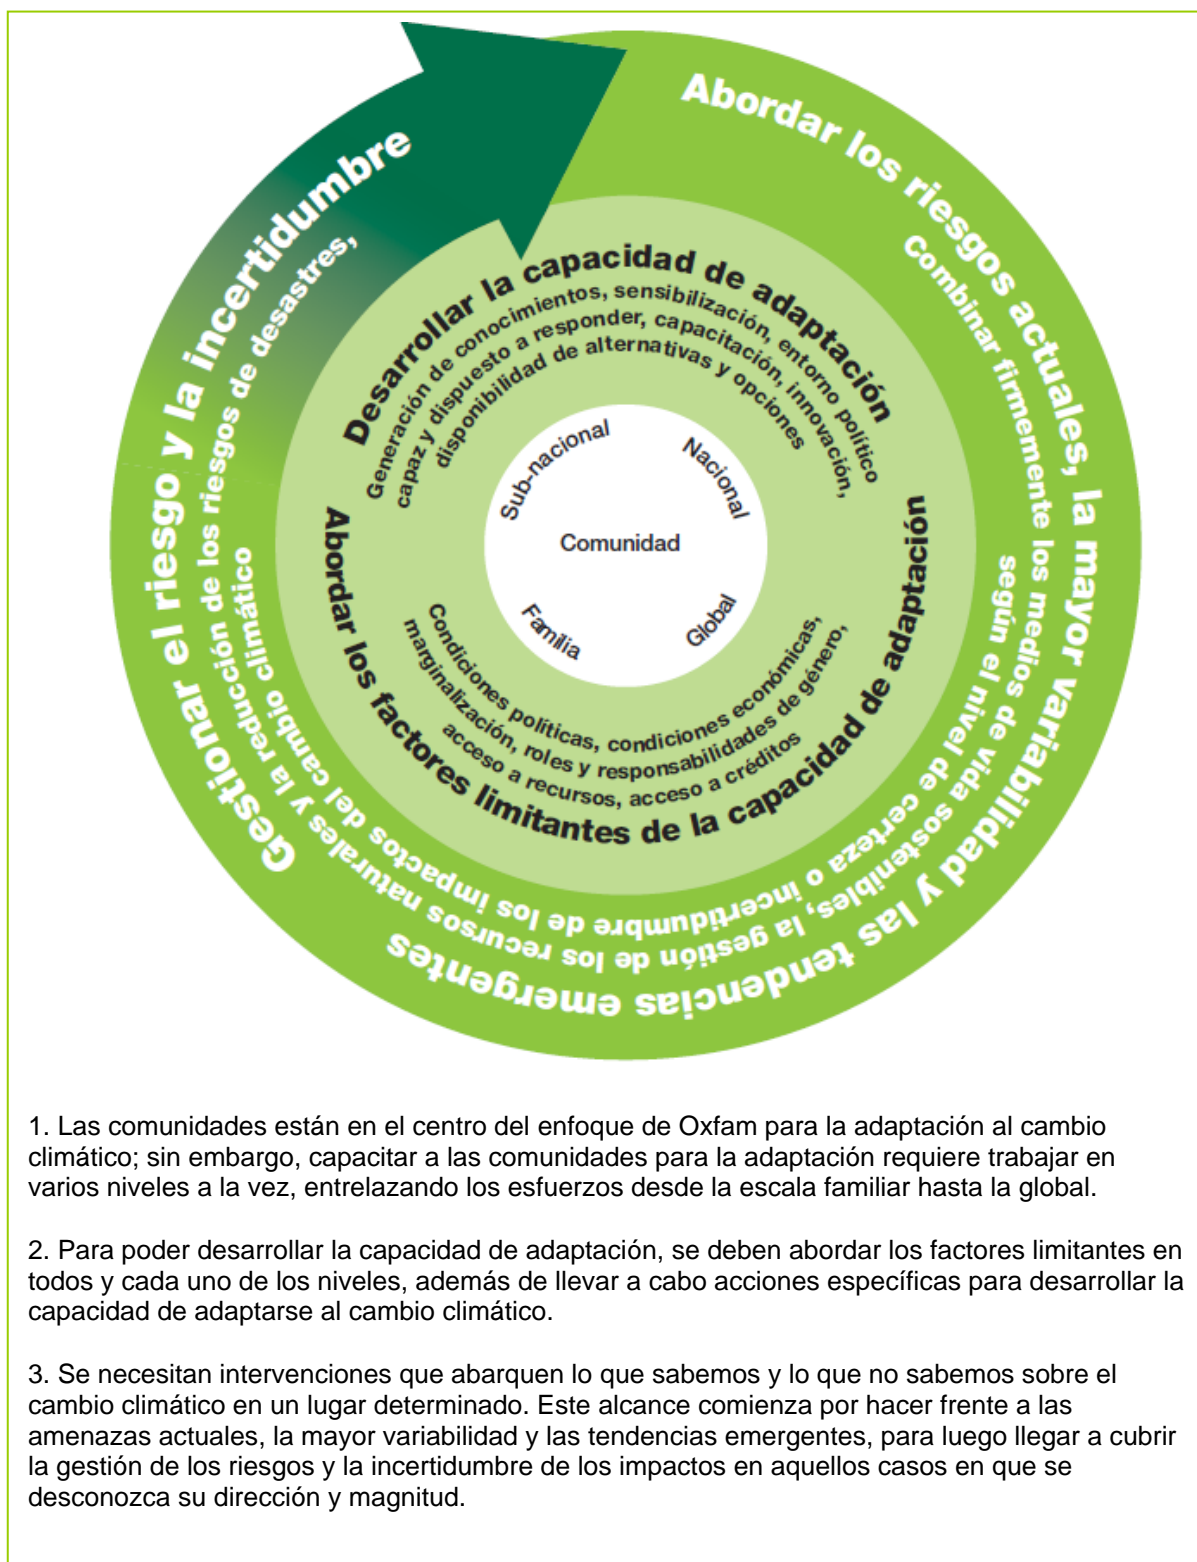 Abordar los riesgos actuales, la mayor variabilidad y las tendencias emergentes
Combinar firmemente los medios de vida sostenibles, la gestión de los recursos naturales y la reducción de los riesgos de desastres,
según el nivel de certeza o incertidumbre de los impactos del cambio climático
Gestionar el riesgo y la incertidumbre
Desarrollar la capacidad de adaptación
Generación de conocimientos, sensibilización, entorno político
capaz y dispuesto a responder, capacitación, innovación,
disponibilidad de alternativas y opciones
Sub-nacional
Nacional
Comunidad
Familia
Global
Condiciones políticas, condiciones económicas,
marginalización, roles y responsabilidades de género,
acceso a recursos, acceso a créditos
Abordar los factores limitantes de la capacidad de adaptación
1. Las comunidades están en el centro del enfoque de Oxfam para la adaptación al cambio
climático; sin embargo, capacitar a las comunidades para la adaptación requiere trabajar en
varios niveles a la vez, entrelazando los esfuerzos desde la escala familiar hasta la global.
2. Para poder desarrollar la capacidad de adaptación, se deben abordar los factores limitantes en
todos y cada uno de los niveles, además de llevar a cabo acciones específicas para desarrollar la
capacidad de adaptarse al cambio climático.
3. Se necesitan intervenciones que abarquen lo que sabemos y lo que no sabemos sobre el
cambio climático en un lugar determinado. Este alcance comienza por hacer frente a las
amenazas actuales, la mayor variabilidad y las tendencias emergentes, para luego llegar a cubrir
la gestión de los riesgos y la incertidumbre de los impactos en aquellos casos en que se
desconozca su dirección y magnitud.